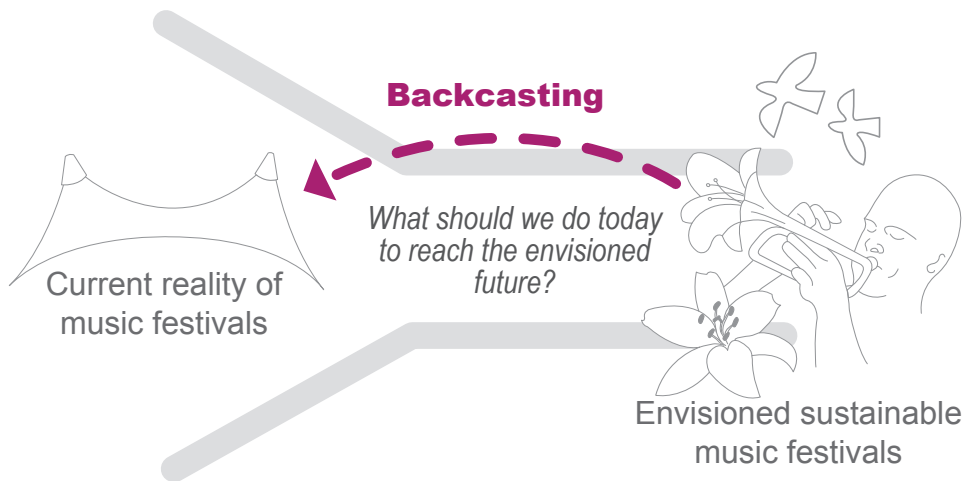 Backcasting
What should we do today
to reach the envisioned
future?
Current reality of
music festivals
Envisioned sustainable
music festivals